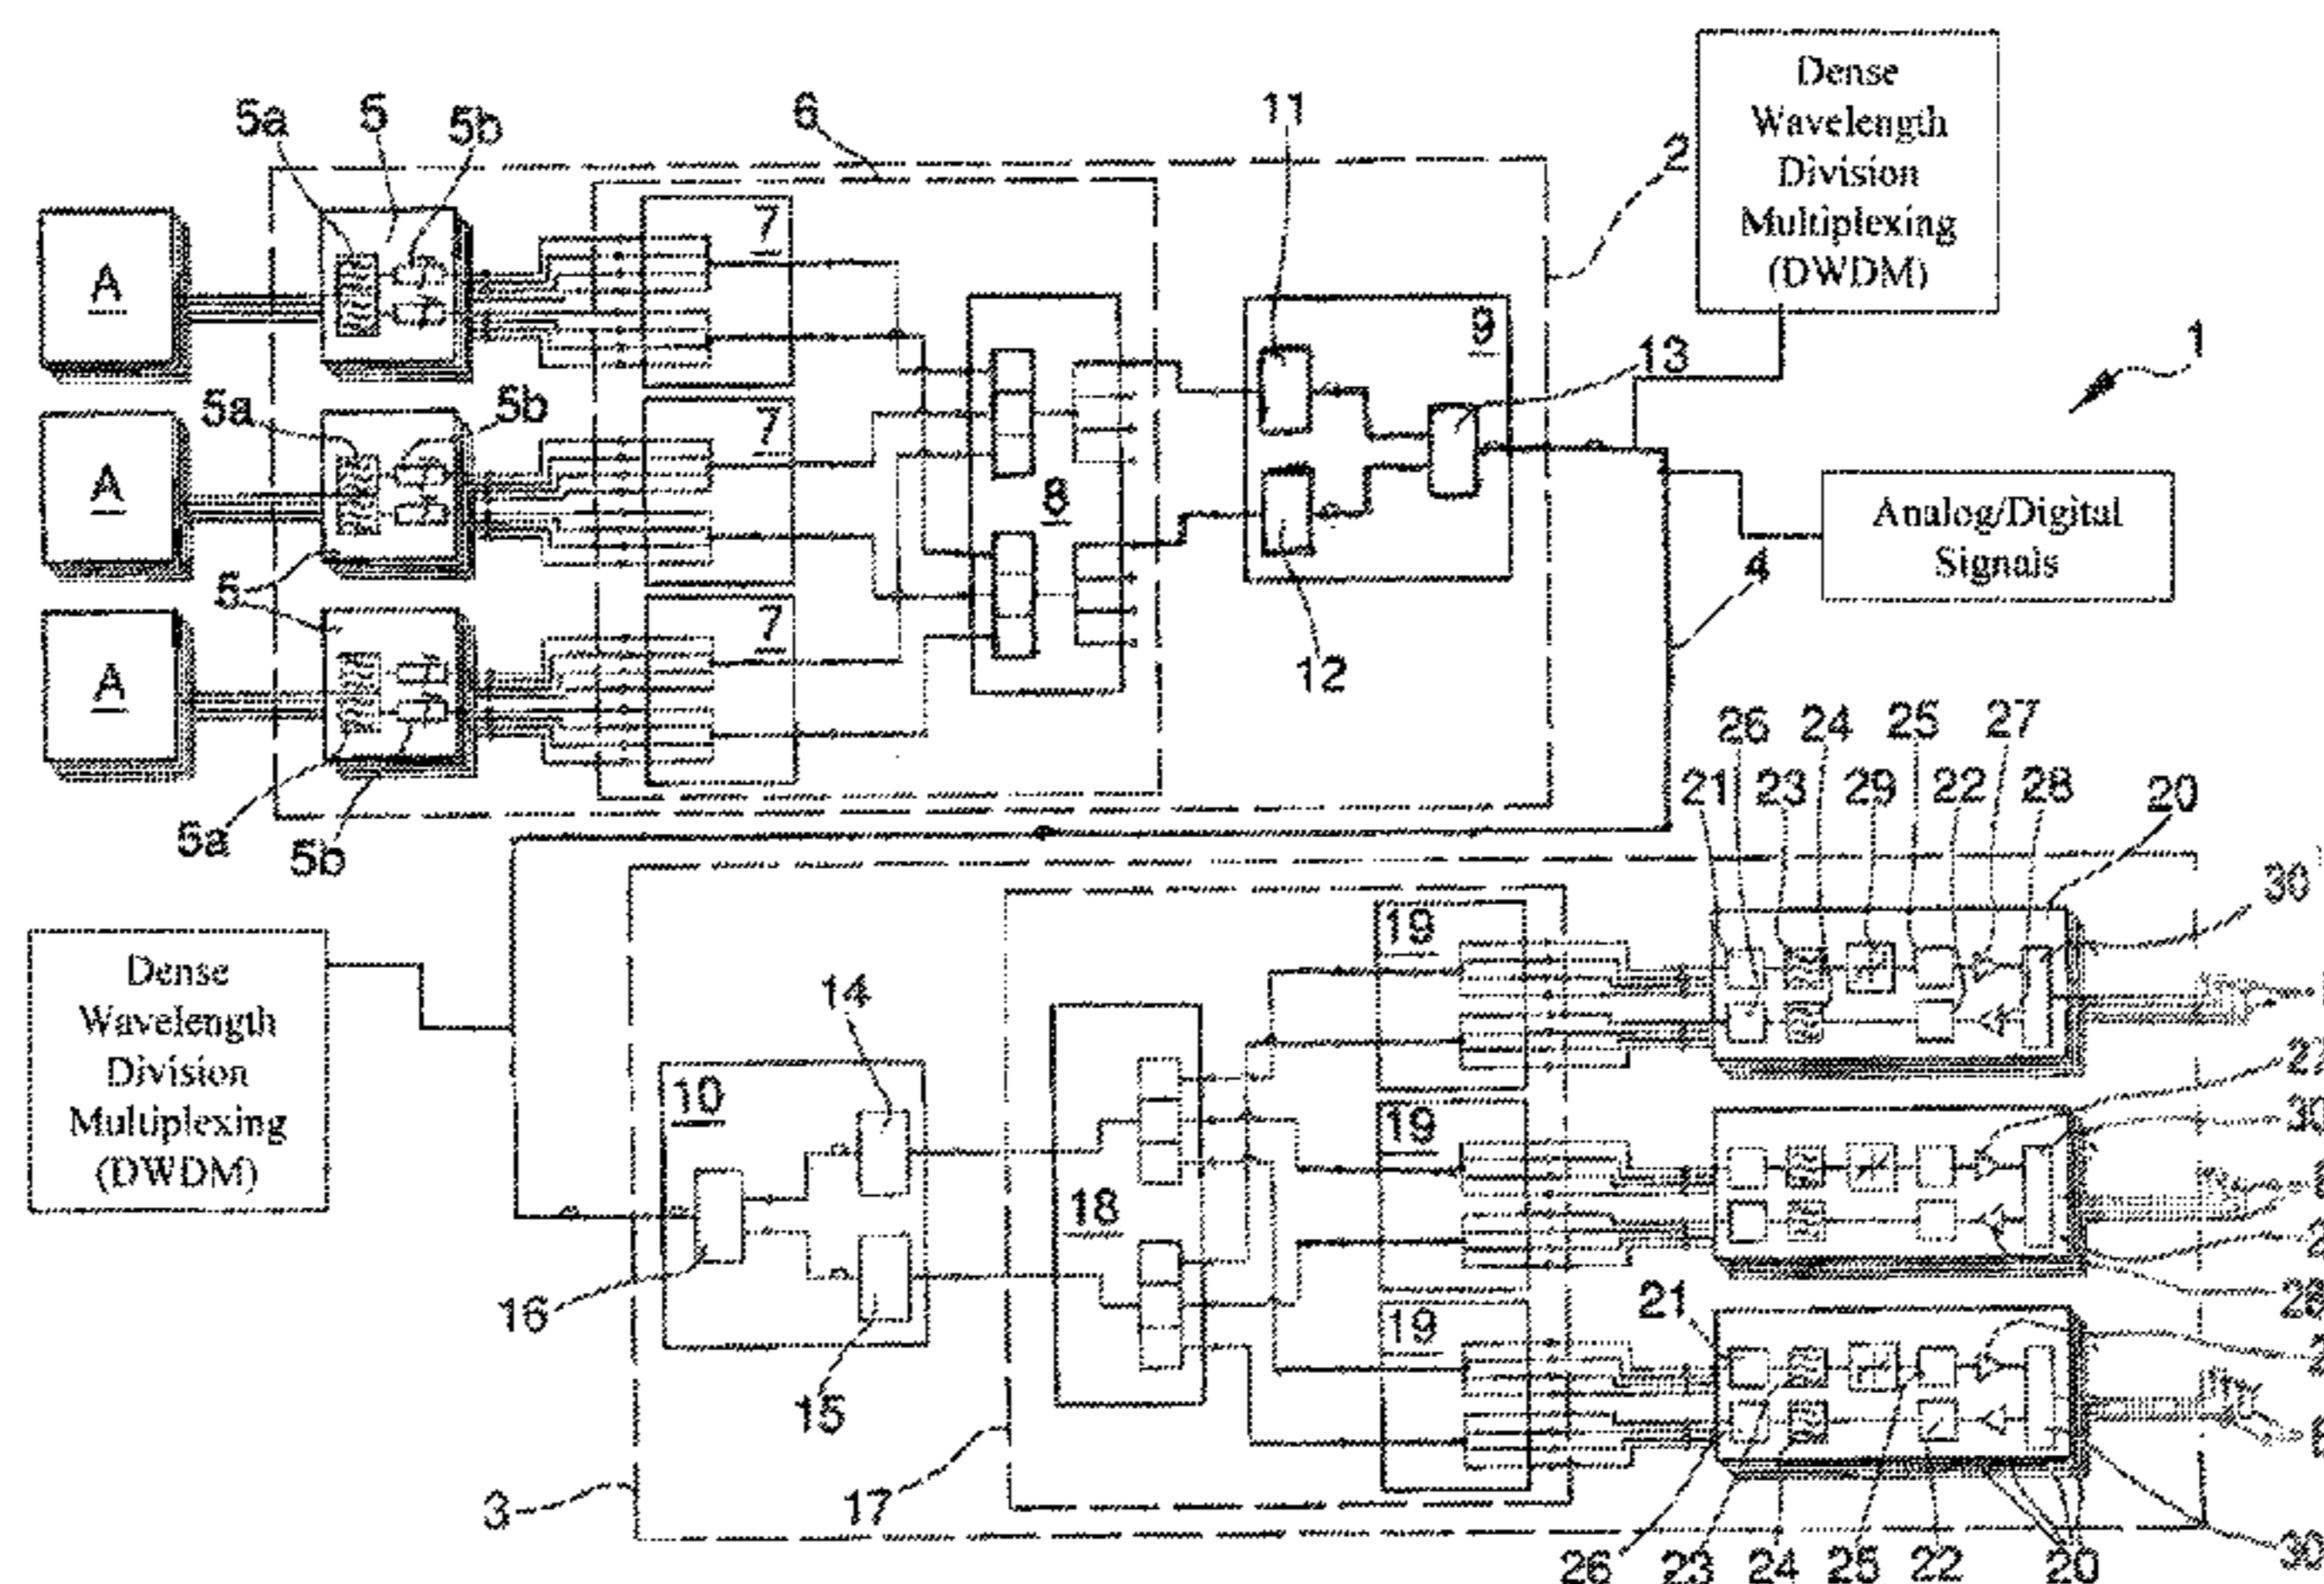 Dense
Wavelength
Division
Multiplexing
(DWDM)
5a 5 5b 6 11
2
A 7
9 13 1
5a 5b
A 7
8
Analog/Digital
Signals
5 4
A 7
12
26 24 25 27
21 23 29 22 28 20
5a 5b
30
19
Dense
Wavelength
Division
Multiplexing
(DWDM)
14
10 19
30
18
16 21 28
19
15
3 17
26 23 24 25 22 20 30